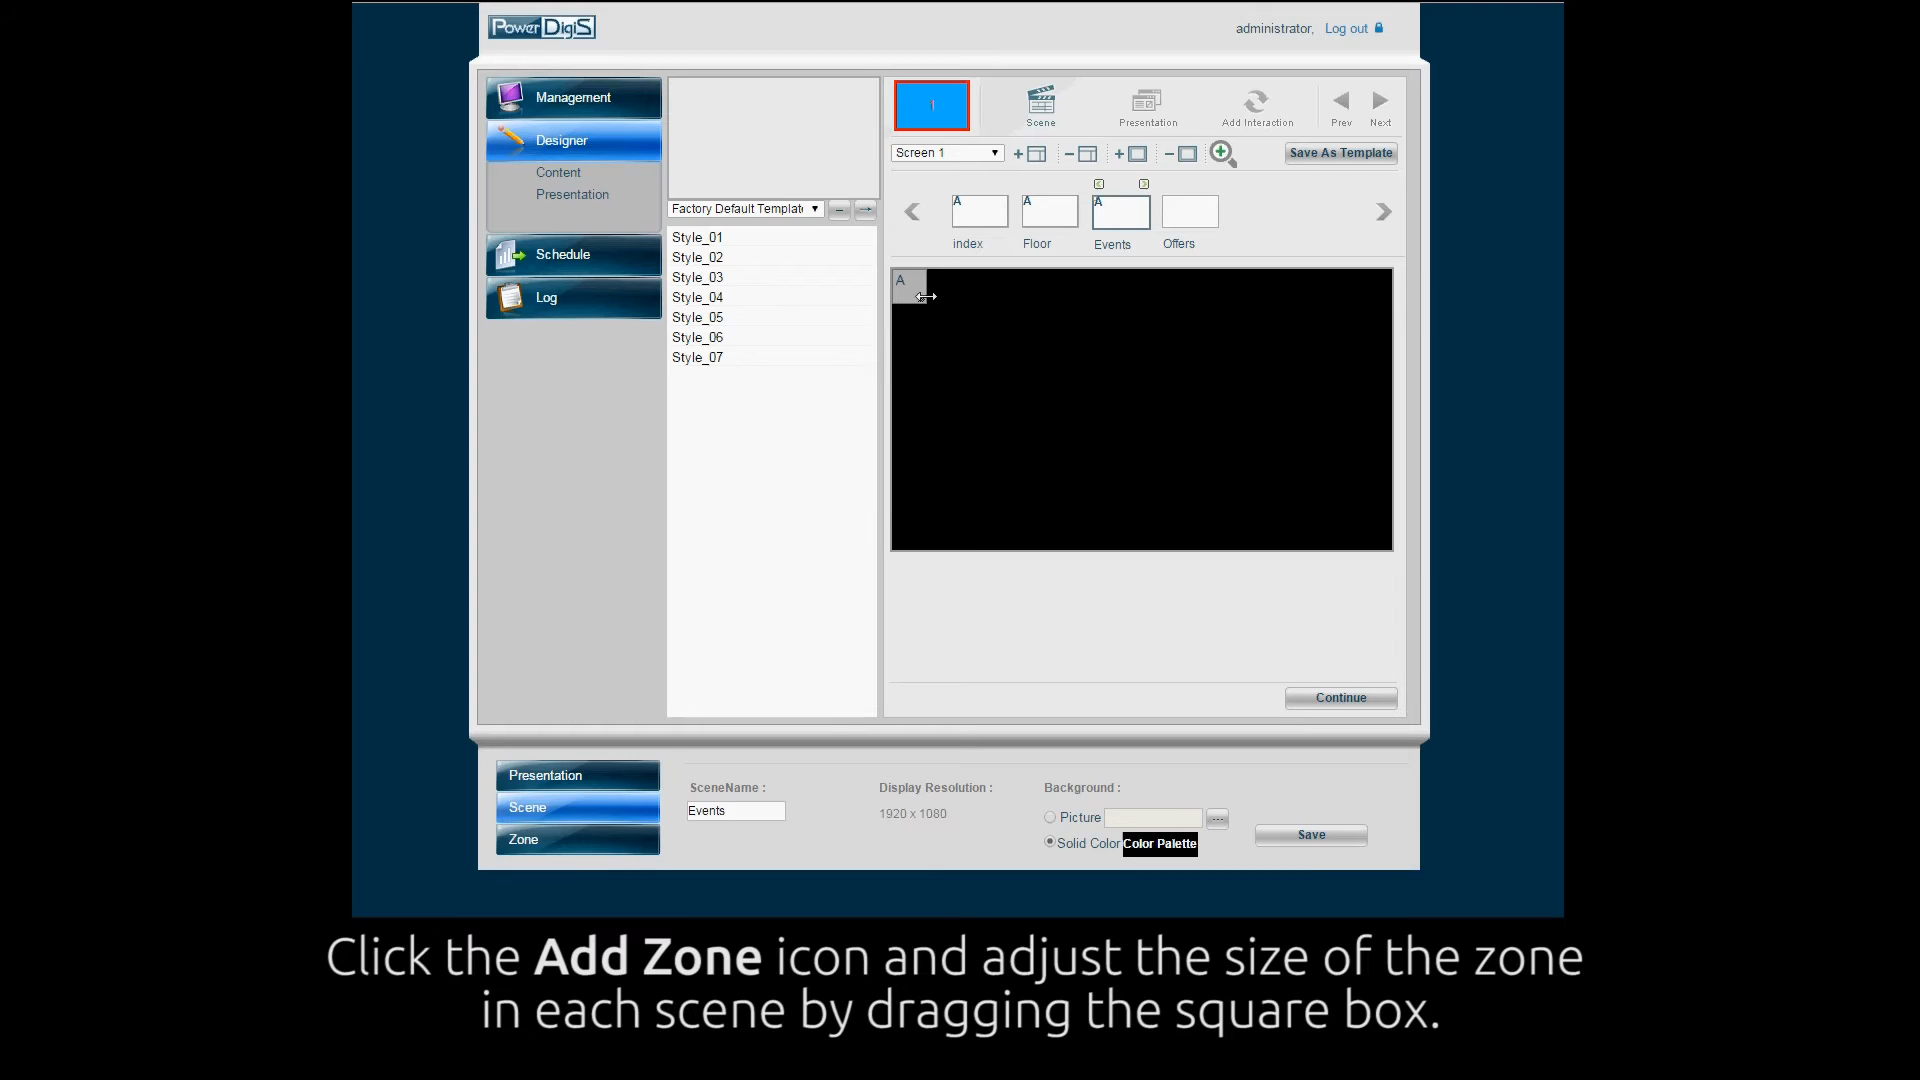 PowerDigiS
administrator, Log out
Management
Designer
Content
Presentation
Schedule
Log
Factory Default Templat
Style_01
Style_02
Style_03
Style_04
Style_05
Style_06
Style_07
1
Scene
Presentation
Add Interaction
Prev
Next
Screen 1
Save As Template
A
A
A
index
Floor
Events
Offers
A
Continue
Presentation
Scene
Zone
SceneName :
Events
Display Resolution :
1920 x 1080
Background :
Picture
...
Solid Color Color Palette
Save
Click the Add Zone icon and adjust the size of the zone
in each scene by dragging the square box.